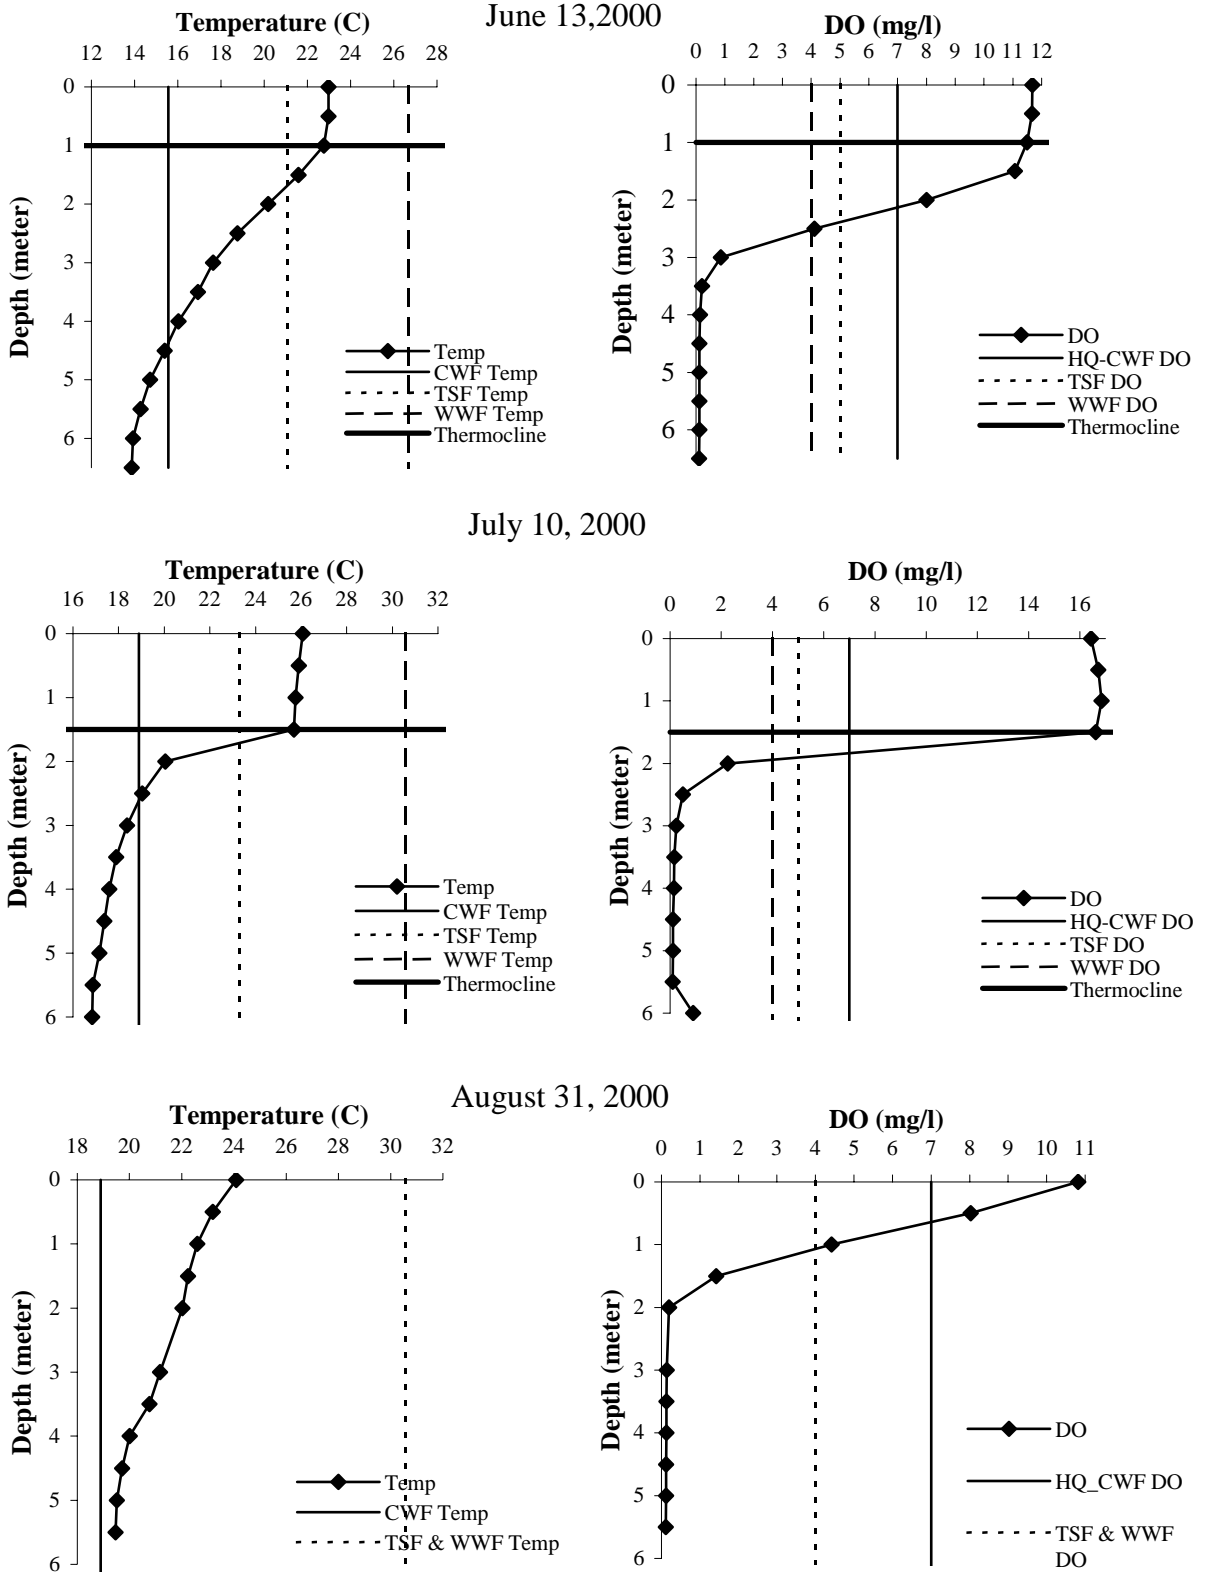 June 13,2000
Temperature (C)
12 14 16 18 20 22 24 26 28
0
1
2
3
4
5
6
Depth (meter)
Temp
CWF Temp
TSF Temp
WWF Temp
Thermocline
DO (mg/l)
0 1 2 3 4 5 6 7 8 9 10 11 12
0
1
2
3
4
5
6
Depth (meter)
DO
HQ-CWF DO
TSF DO
WWF DO
Thermocline
July 10, 2000
Temperature (C)
16 18 20 22 24 26 28 30 32
0
1
2
3
4
5
6
Depth (meter)
Temp
CWF Temp
TSF Temp
WWF Temp
Thermocline
DO (mg/l)
0 2 4 6 8 10 12 14 16
0
1
2
3
4
5
6
Depth (meter)
DO
HQ-CWF DO
TSF DO
WWF DO
Thermocline
August 31, 2000
Temperature (C)
18 20 22 24 26 28 30 32
0
1
2
3
4
5
6
Depth (meter)
Temp
CWF Temp
TSF & WWF Temp
DO (mg/l)
0 1 2 3 4 5 6 7 8 9 10 11
0
1
2
3
4
5
6
Depth (meter)
DO
HQ_CWF DO
TSF & WWF
DO